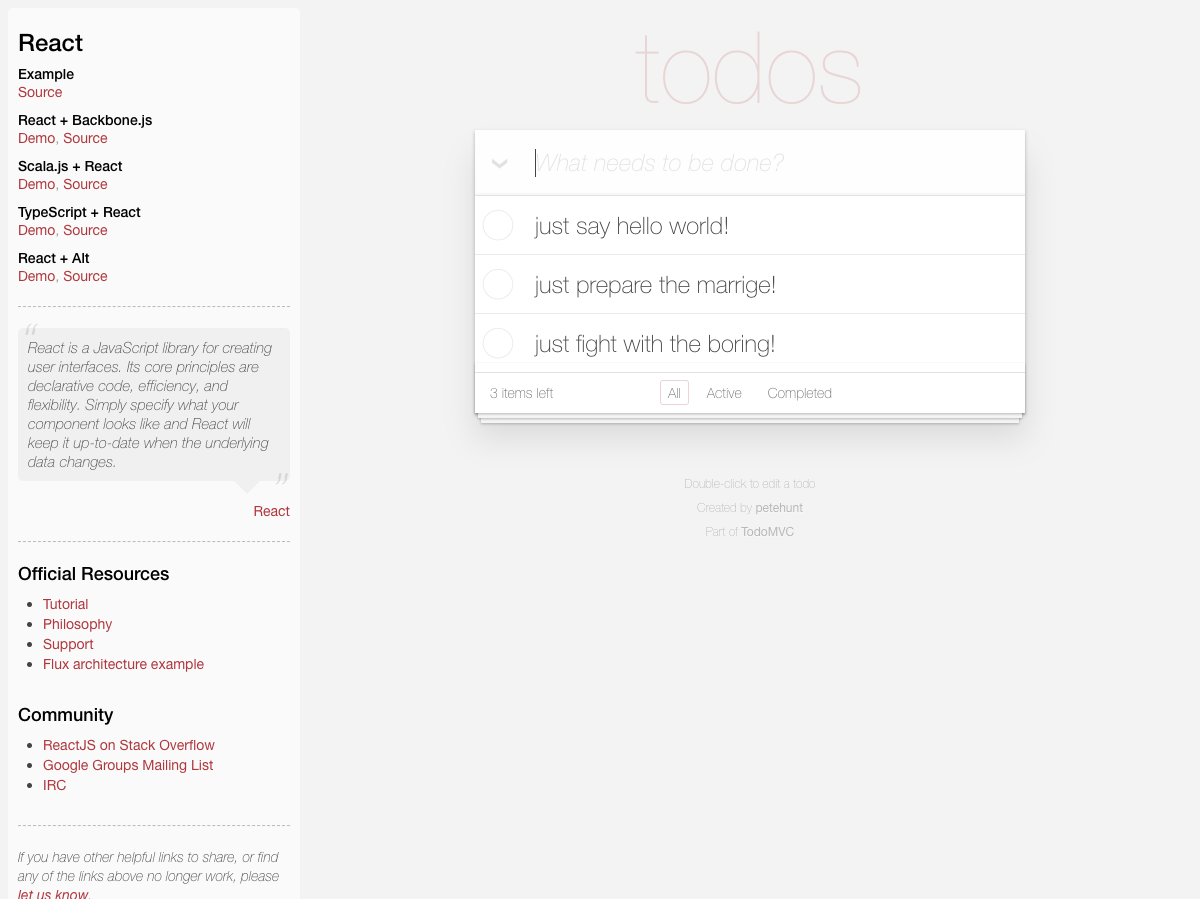 React
Example
Source
React + Backbone.js
Demo, Source
Scala.js + React
Demo, Source
TypeScript + React
Demo, Source
React + Alt
Demo, Source
“
React is a JavaScript library for creating
user interfaces. Its core principles are
declarative code, efficiency, and
flexibility. Simply specify what your
component looks like and React will
keep it up-to-date when the underlying
data changes.
”
React
Official Resources
Tutorial
Philosophy
Support
Flux architecture example
Community
ReactJS on Stack Overflow
Google Groups Mailing List
IRC
If you have other helpful links to share, or find
any of the links above no longer work, please
let us know.
todos
What needs to be done?
just say hello world!
just prepare the marrige!
just fight with the boring!
3 items left All Active Completed
Double-click to edit a todo
Created by petehunt
Part of TodoMVC